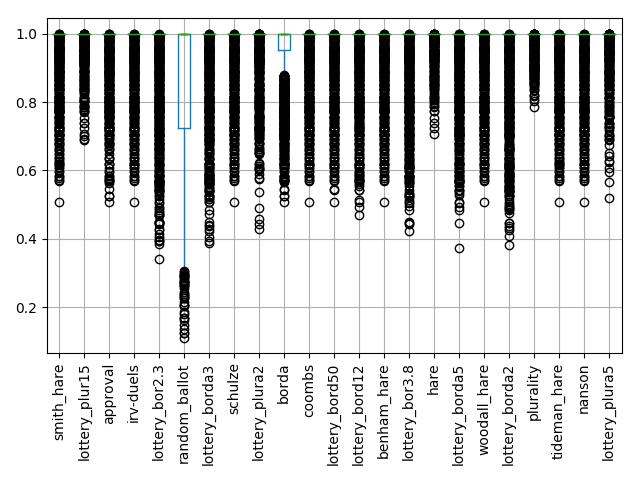 1.0
0.8
0.6
0.4
0.2
smith_hare
lottery_plur15
approval
irv-duels
lottery_bor2.3
random_ballot
lottery_borda3
schulze
lottery_plura2
borda
coombs
lottery_bord50
lottery_bord12
benham_hare
lottery_bor3.8
hare
lottery_borda5
woodall_hare
lottery_borda2
plurality
tideman_hare
nanson
lottery_plura5